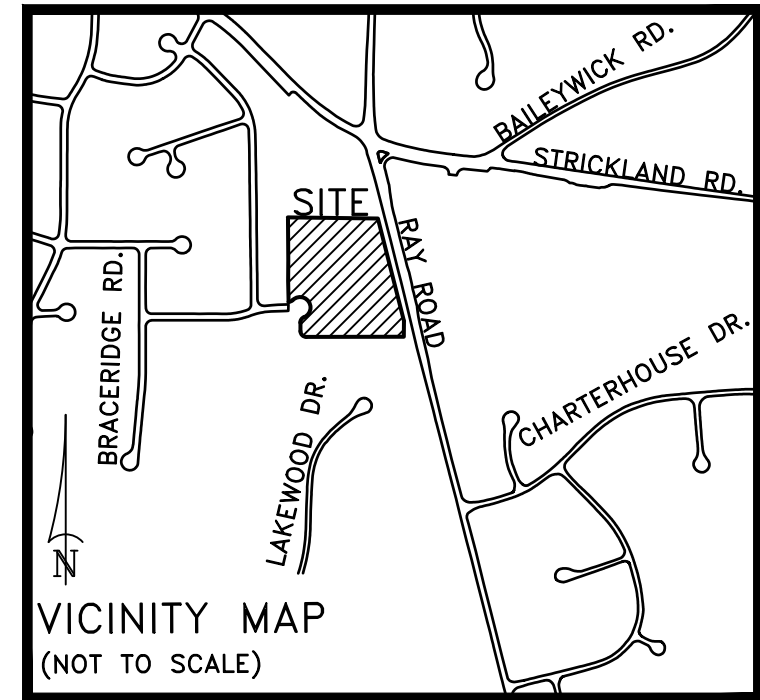 BAILEYWICK RD.
STRICKLAND RD.
SITE
RAY ROAD
BRACERIDGE RD.
CHARTERHOUSE DR.
LAKEWOOD DR.
N
VICINITY MAP
(NOT TO SCALE)